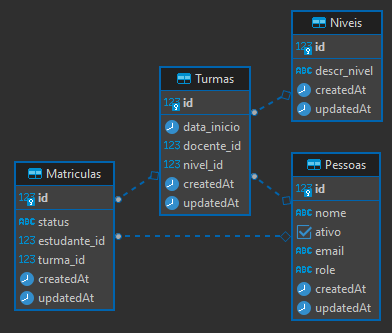 Niveis
123 id
ABC descr_nivel
createdAt
updatedAt
Turmas
123 id
data_inicio
123 docente_id
123 nivel_id
createdAt
updatedAt
Matriculas
123 id
ABC status
123 estudante_id
123 turma_id
createdAt
updatedAt
Pessoas
123 id
ABC nome
ativo
ABC email
ABC role
createdAt
updatedAt